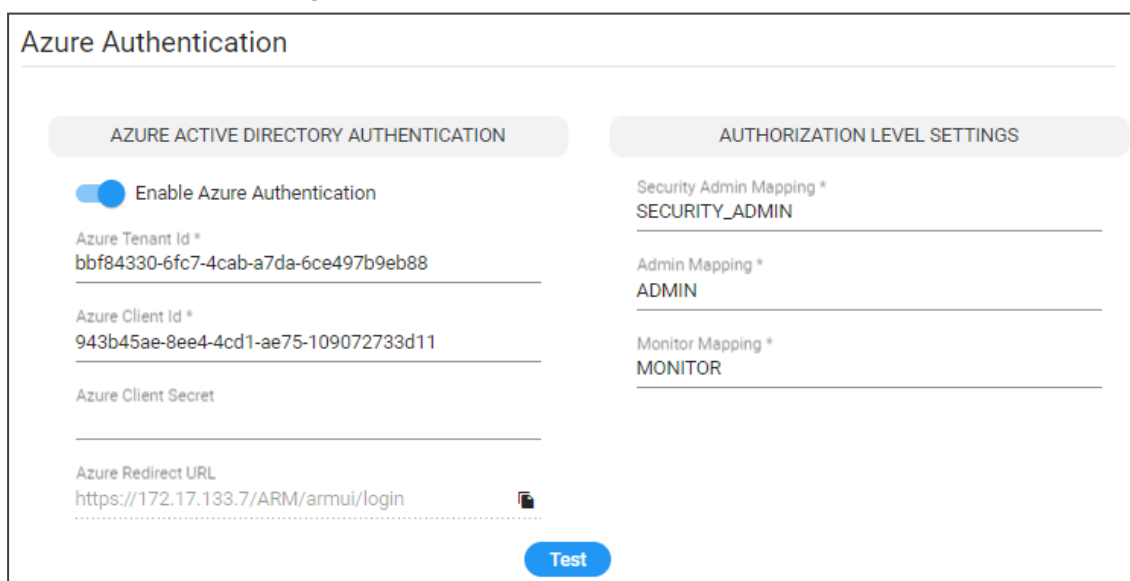 Azure Authentication
AZURE ACTIVE DIRECTORY AUTHENTICATION
Enable Azure Authentication
Azure Tenant Id *
bbf84330-6fc7-4cab-a7da-6ce497b9eb88
Azure Client Id *
943b45ae-8ee4-4cd1-ae75-109072733d11
Azure Client Secret
Azure Redirect URL
https://172.17.133.7/ARM/armui/login
AUTHORIZATION LEVEL SETTINGS
Security Admin Mapping *
SECURITY_ADMIN
Admin Mapping *
ADMIN
Monitor Mapping *
MONITOR
Test